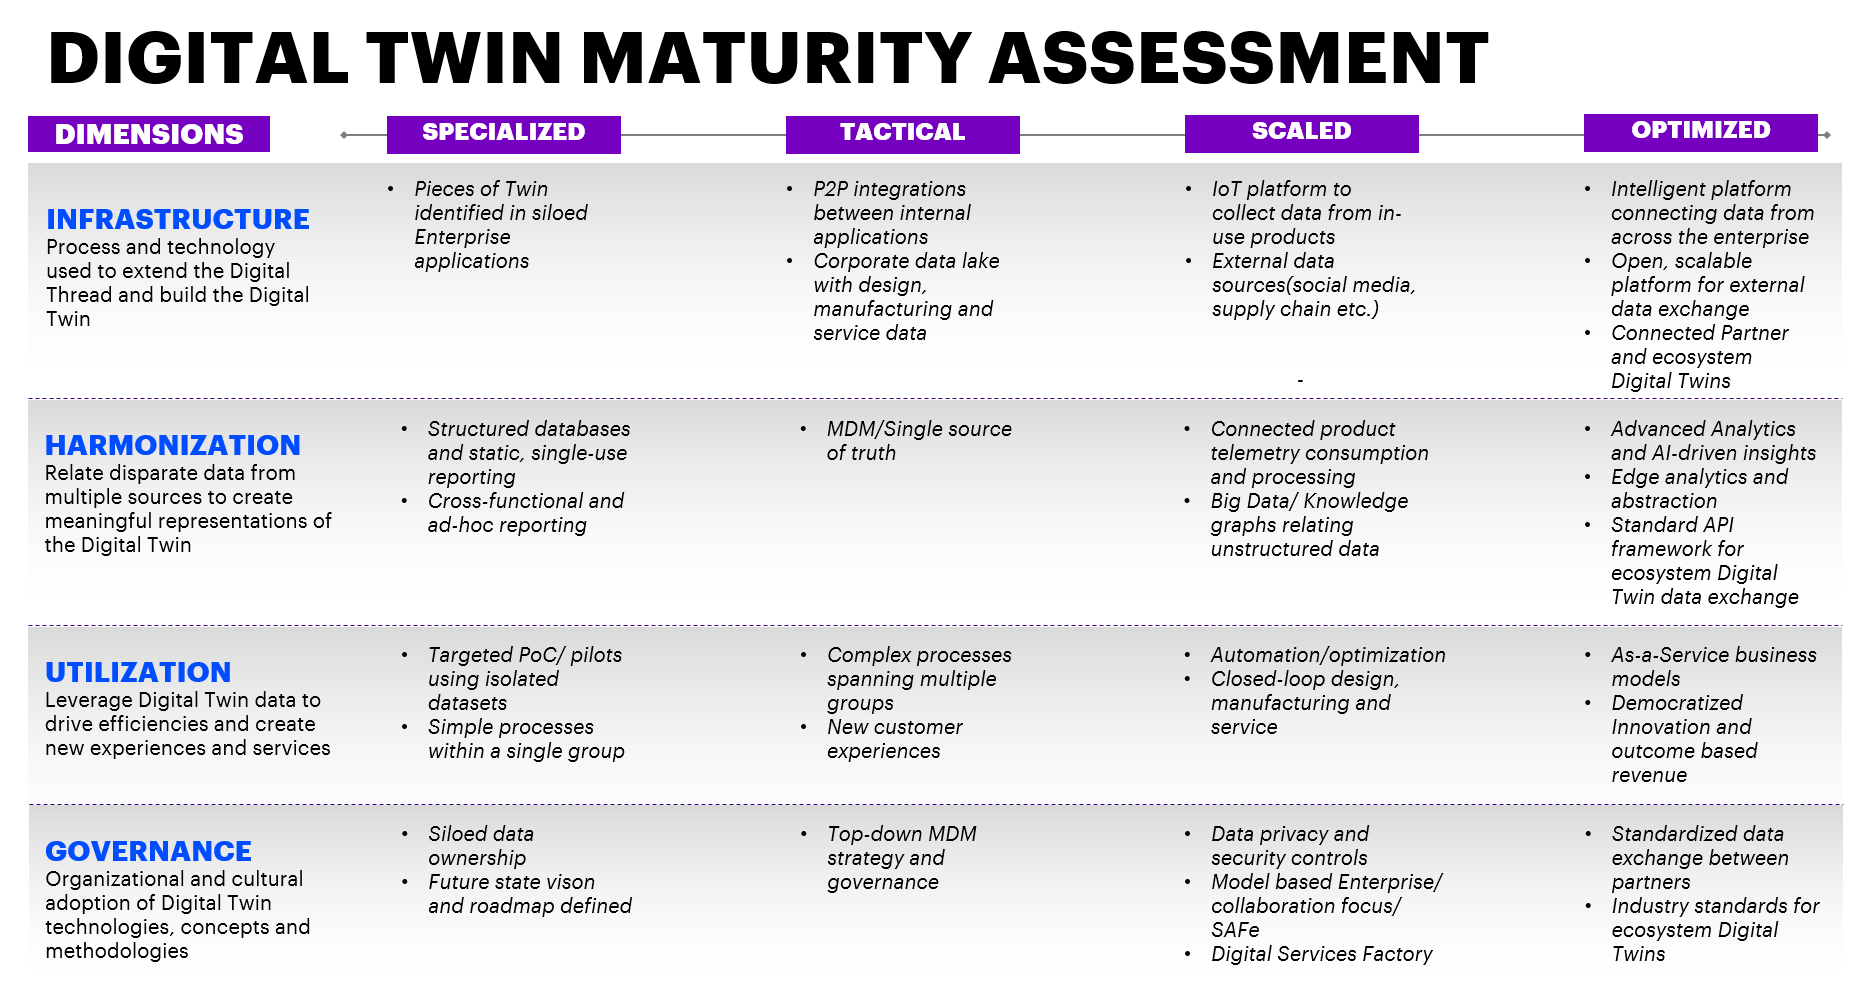 DIGITAL TWIN MATURITY ASSESSMENT
DIMENSIONS
SPECIALIZED
TACTICAL
SCALED
OPTIMIZED
INFRASTRUCTURE
Process and technology
used to extend the Digital
Thread and build the Digital
Twin
• Pieces of Twin
identified in siloed
Enterprise
applications
• P2P integrations
between internal
applications
• Corporate data lake
with design,
manufacturing and
service data
• IoT platform to
collect data from in-
use products
• External data
sources(social media,
supply chain etc.)
-
• Intelligent platform
connecting data from
across the enterprise
• Open, scalable
platform for external
data exchange
• Connected Partner
and ecosystem
Digital Twins
HARMONIZATION
Relate disparate data from
multiple sources to create
meaningful representations of
the Digital Twin
• Structured databases
and static, single-use
reporting
• Cross-functional and
ad-hoc reporting
• MDM/Single source
of truth
• Connected product
telemetry consumption
and processing
• Big Data/ Knowledge
graphs relating
unstructured data
• Advanced Analytics
and AI-driven insights
• Edge analytics and
abstraction
• Standard API
framework for
ecosystem Digital
Twin data exchange
UTILIZATION
Leverage Digital Twin data to
drive efficiencies and create
new experiences and services
• Targeted PoC/ pilots
using isolated
datasets
• Simple processes
within a single group
• Complex processes
spanning multiple
groups
• New customer
experiences
• Automation/optimization
• Closed-loop design,
manufacturing and
service
• As-a-Service business
models
• Democratized
Innovation and
outcome based
revenue
GOVERNANCE
Organizational and cultural
adoption of Digital Twin
technologies, concepts and
methodologies
• Siloed data
ownership
• Future state vison
and roadmap defined
• Top-down MDM
strategy and
governance
• Data privacy and
security controls
• Model based Enterprise/
collaboration focus/
SAFe
• Digital Services Factory
• Standardized data
exchange between
partners
• Industry standards for
ecosystem Digital
Twins